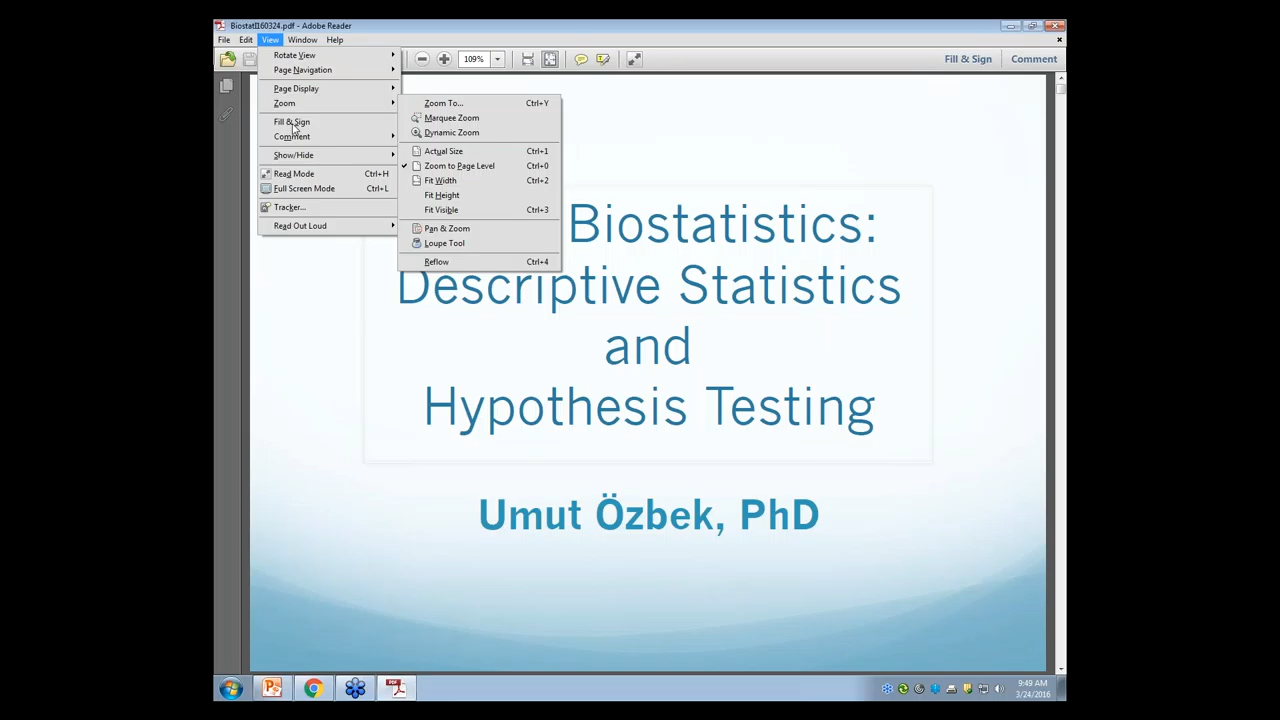 BiostatI160324.pdf - Adobe Reader
File Edit View Window Help
109%
Fill & Sign Comment
Rotate View
Page Navigation
Page Display
Zoom
Fill & Sign
Comment
Show/Hide
Read Mode Ctrl+H
Full Screen Mode Ctrl+L
Tracker...
Read Out Loud
Zoom To... Ctrl+Y
Marquee Zoom
Dynamic Zoom
Actual Size Ctrl+1
Zoom to Page Level Ctrl+0
Fit Width Ctrl+2
Fit Height
Fit Visible Ctrl+3
Pan & Zoom
Loupe Tool
Reflow Ctrl+4
Biostatistics:
Descriptive Statistics
and
Hypothesis Testing
Umut Özbek, PhD
9:49 AM
3/24/2016